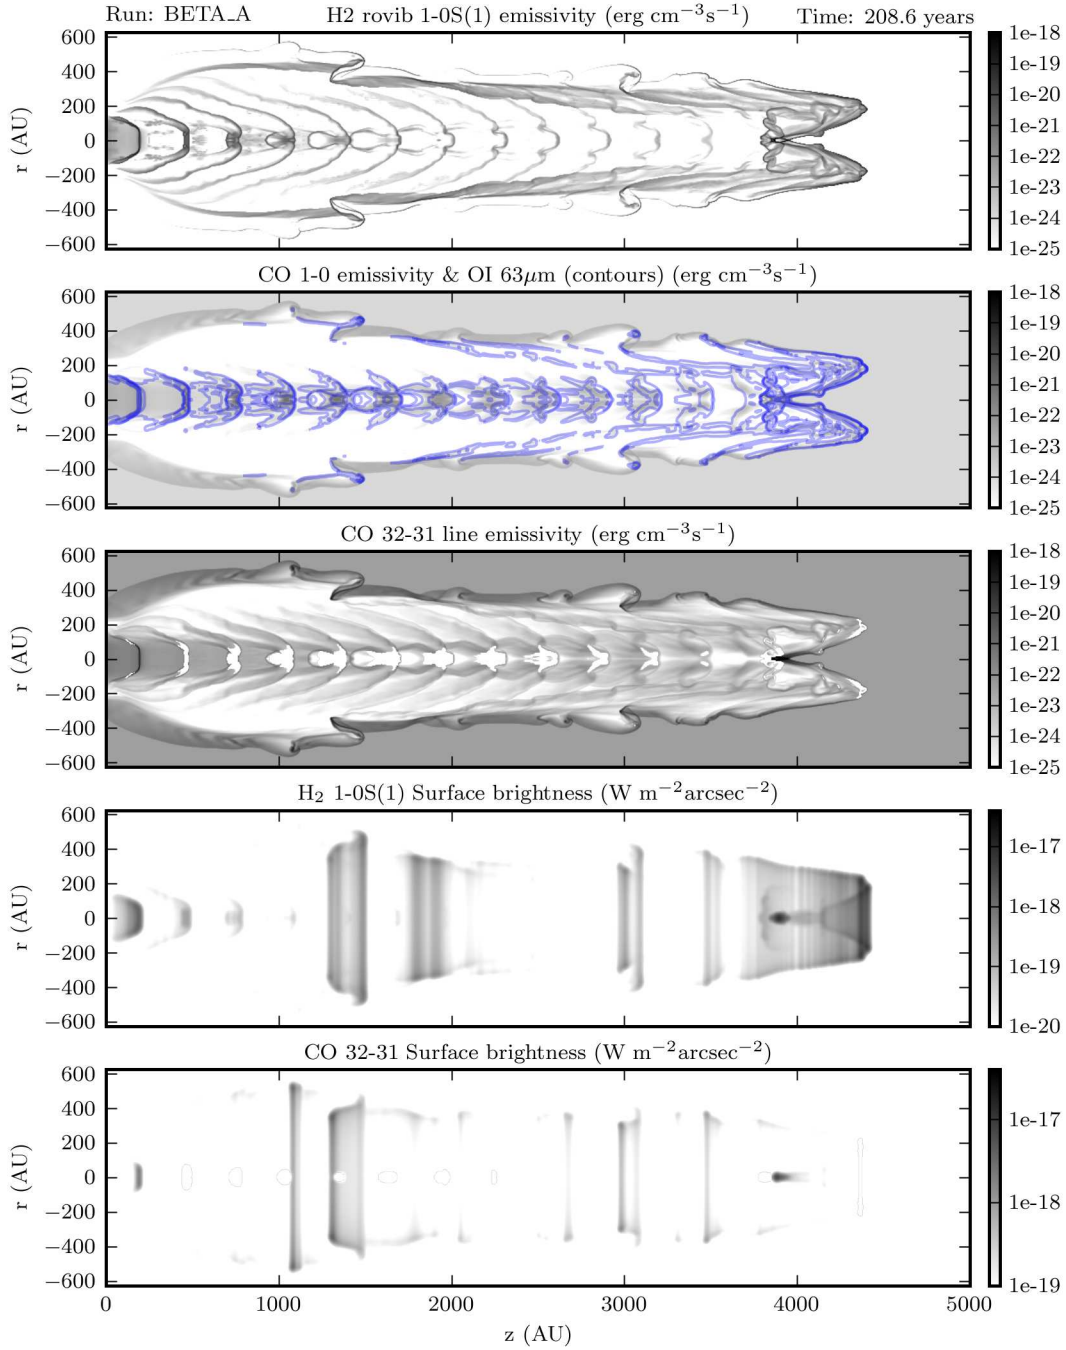 Run: BETA_A H2 rovib 1-0S(1) emissivity (erg cm−3s−1) Time: 208.6 years
600
400
200
0
−200
−400
−600
r (AU)
1e-18
1e-19
1e-20
1e-21
1e-22
1e-23
1e-24
1e-25
CO 1-0 emissivity & OI 63μm (contours) (erg cm−3s−1)
600
400
200
0
−200
−400
−600
r (AU)
1e-18
1e-19
1e-20
1e-21
1e-22
1e-23
1e-24
1e-25
CO 32-31 line emissivity (erg cm−3s−1)
600
400
200
0
−200
−400
−600
r (AU)
1e-18
1e-19
1e-20
1e-21
1e-22
1e-23
1e-24
1e-25
H2 1-0S(1) Surface brightness (W m−2arcsec−2)
600
400
200
0
−200
−400
−600
r (AU)
1e-17
1e-18
1e-19
1e-20
CO 32-31 Surface brightness (W m−2arcsec−2)
600
400
200
0
−200
−400
−600
r (AU)
1e-17
1e-18
1e-19
0 1000 2000 3000 4000 5000
z (AU)